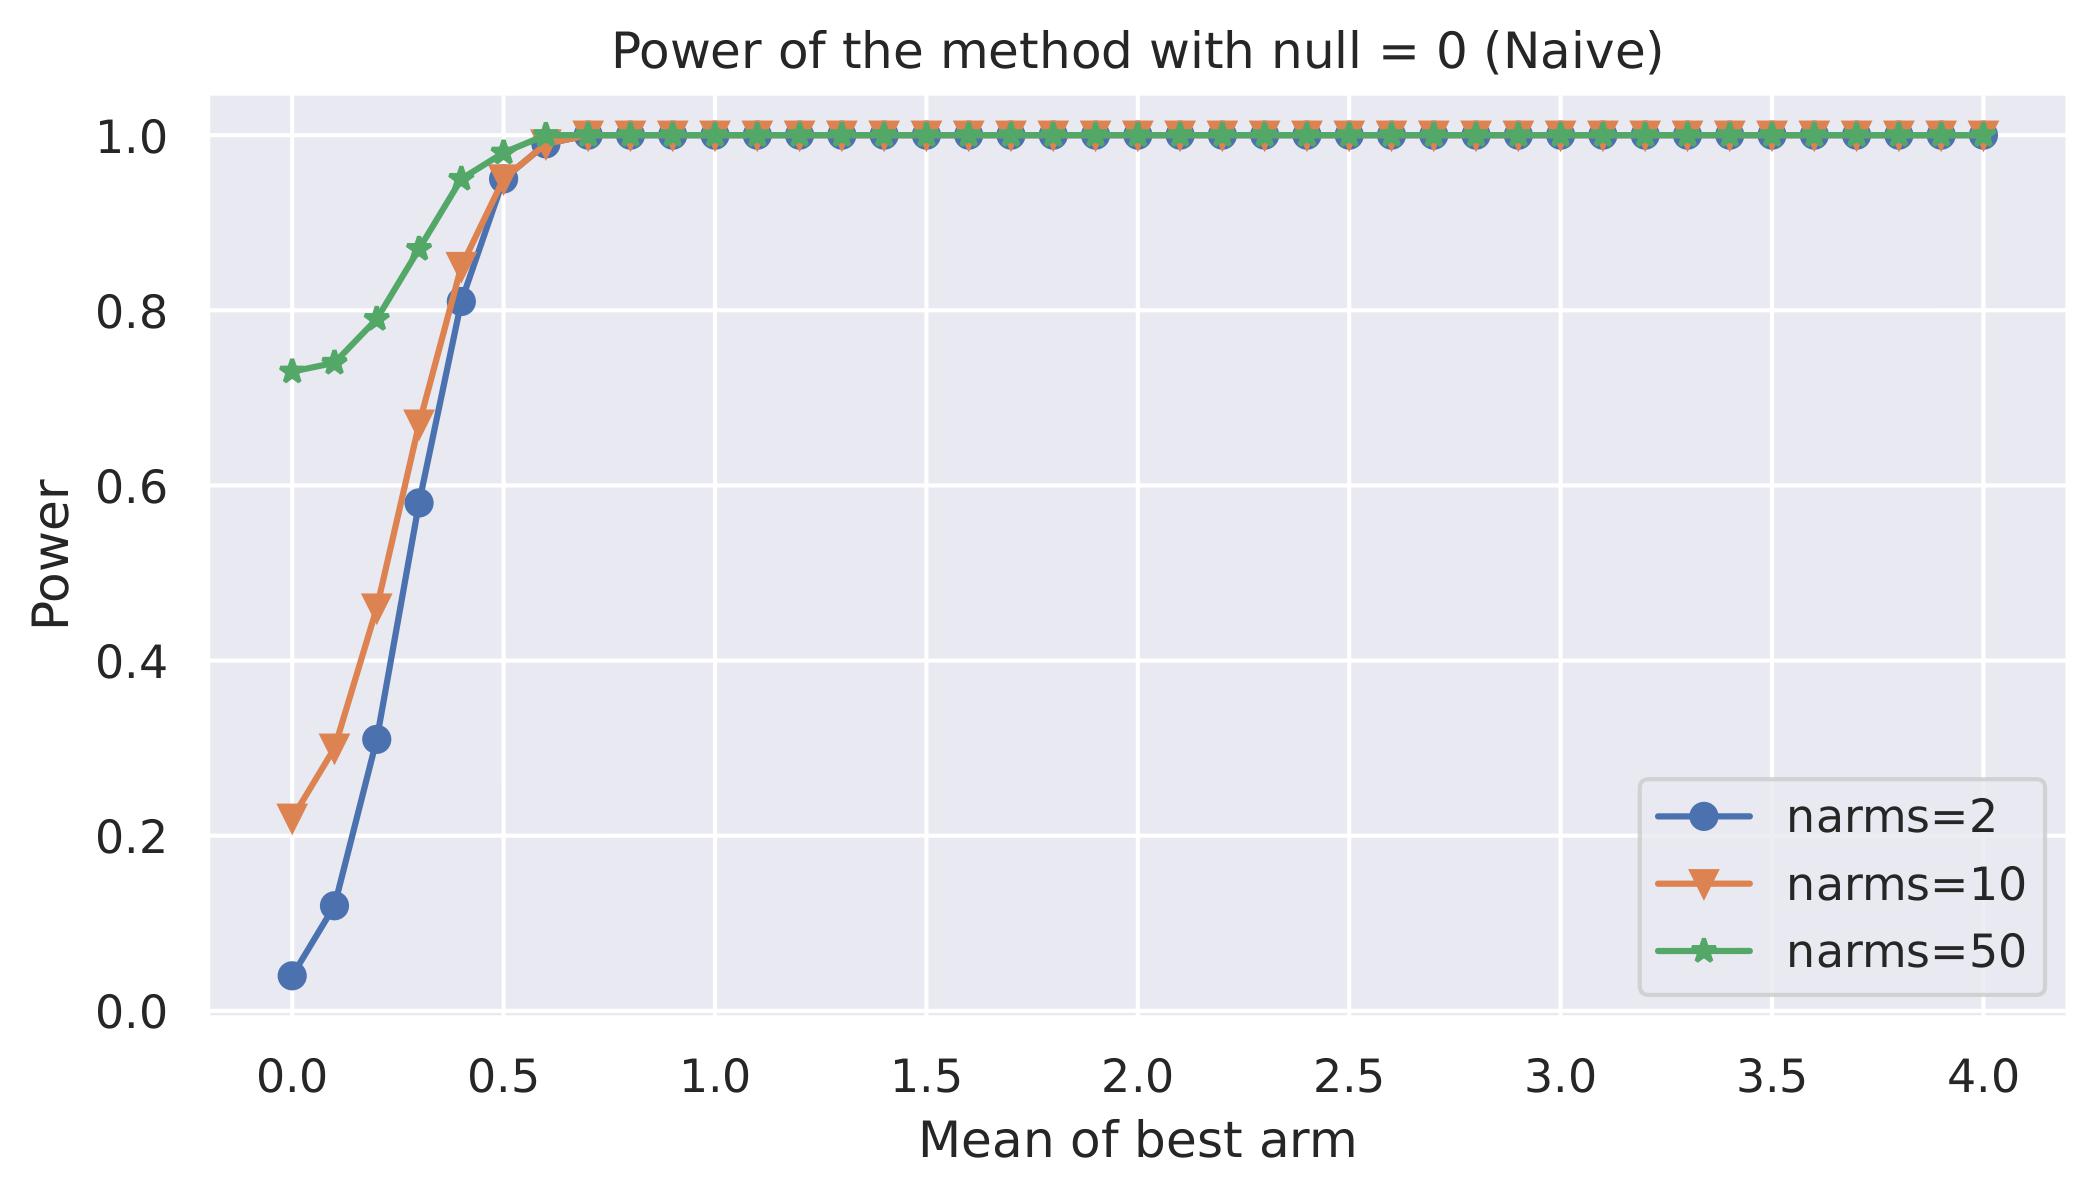 Power of the method with null = 0 (Naive)
Power
1.0
0.8
0.6
0.4
0.2
0.0
0.0 0.5 1.0 1.5 2.0 2.5 3.0 3.5 4.0
Mean of best arm
narms=2
narms=10
narms=50